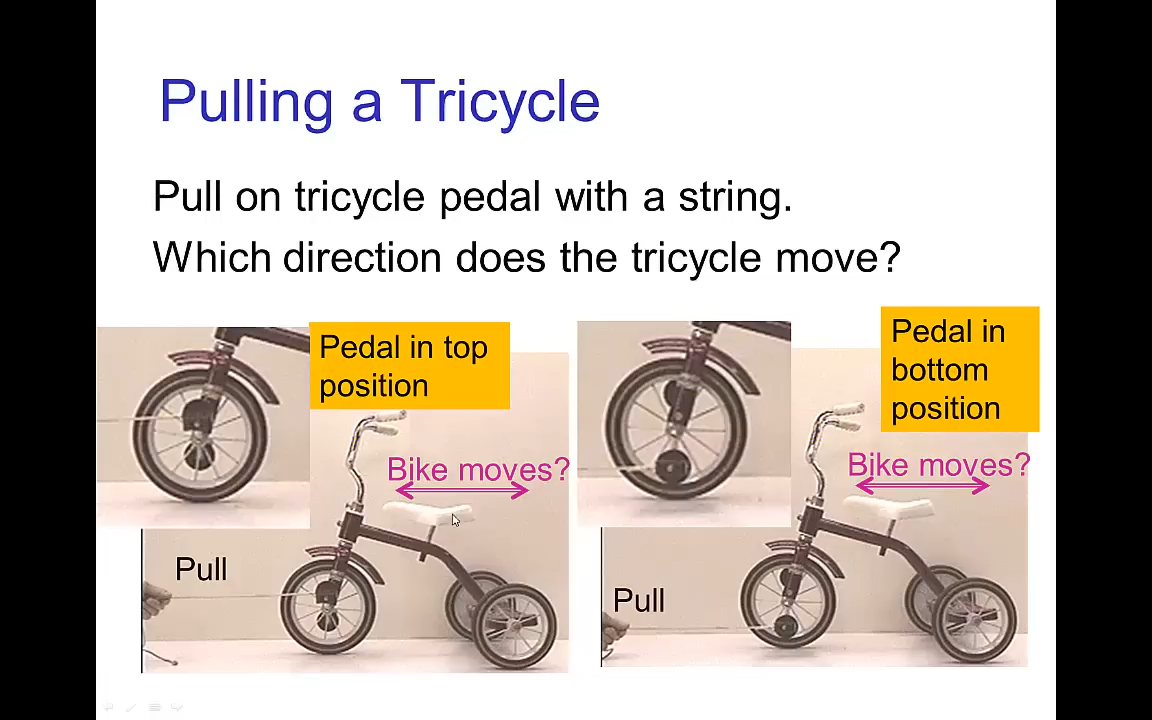 Pulling a Tricycle
Pull on tricycle pedal with a string.
Which direction does the tricycle move?
Pedal in top
position
Bike moves?
Pull
Pedal in
bottom
position
Bike moves?
Pull